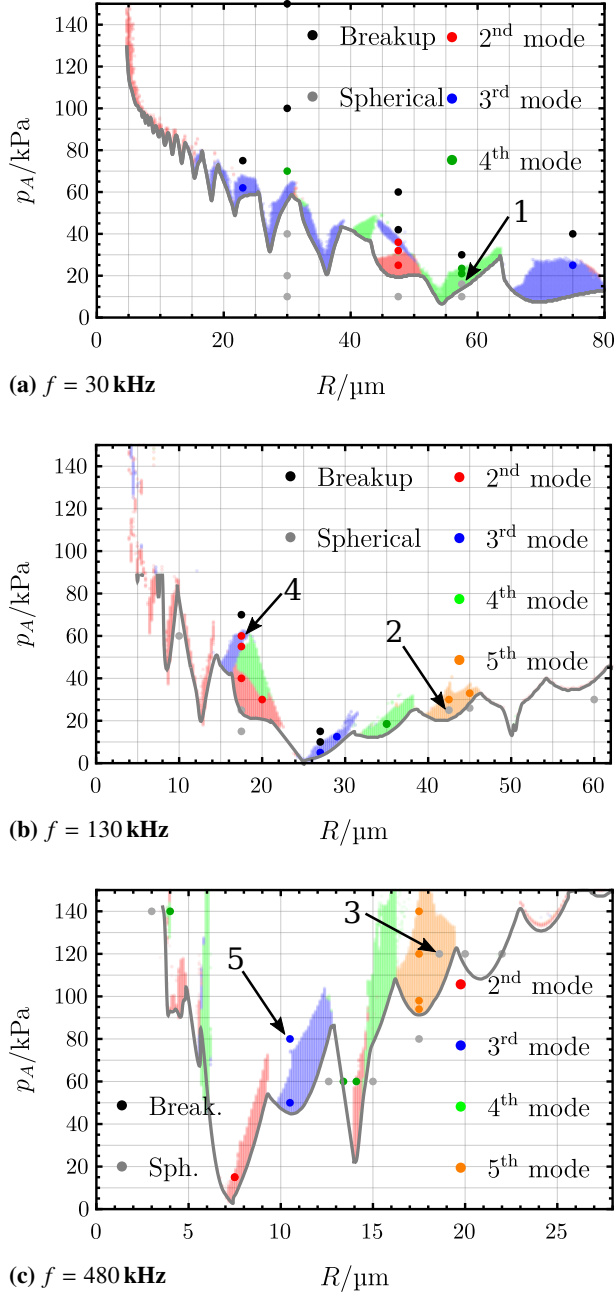 140
120
100
80
60
40
20
0
p_A/kPa
Breakup
2nd mode
Spherical
3rd mode
4th mode
1
0 20 40 60 80
(a) f = 30 kHz
R/µm
140
120
100
80
60
40
20
0
p_A/kPa
Breakup
2nd mode
Spherical
3rd mode
4th mode
5th mode
4
2
0 10 20 30 40 50 60
(b) f = 130 kHz
R/µm
140
120
100
80
60
40
20
0
p_A/kPa
3
5
2nd mode
3rd mode
Break.
4th mode
Sph.
5th mode
0 5 10 15 20 25
(c) f = 480 kHz
R/µm